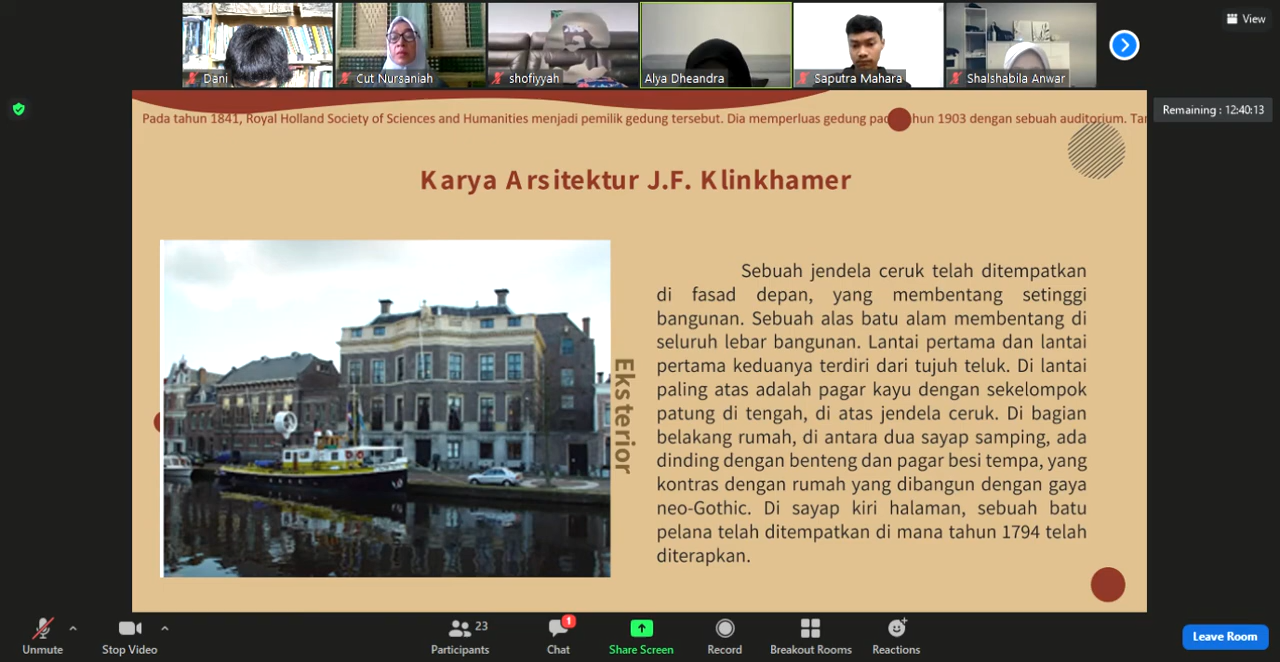 View
Dani
Cut Nursaniah
shofiyyah
Alya Dheandra
Saputra Mahara
Shalshabila Anwar
Remaining : 12:40:13
Pada tahun 1841, Royal Holland Society of Sciences and Humanities menjadi pemilik gedung tersebut. Dia memperluas gedung hun 1903 dengan sebuah auditorium.
Karya Arsitektur J.F. Klinkhamer
Eksterior
Sebuah jendela ceruk telah ditempatkan
di fasad depan, yang membentang setinggi
bangunan. Sebuah alas batu alam membentang di
seluruh lebar bangunan. Lantai pertama dan lantai
pertama keduanya terdiri dari tujuh teluk. Di lantai
paling atas adalah pagar kayu dengan sekelompok
patung di tengah, di atas jendela ceruk. Di bagian
belakang rumah, di antara dua sayap samping, ada
dinding dengan benteng dan pagar besi tempa, yang
kontras dengan rumah yang dibangun dengan gaya
neo-Gothic. Di sayap kiri halaman, sebuah batu
pelana telah ditempatkan di mana tahun 1794 telah
diterapkan.
Unmute
Stop Video
Participants
23
Chat
1
Share Screen
Record
Breakout Rooms
Reactions
Leave Room